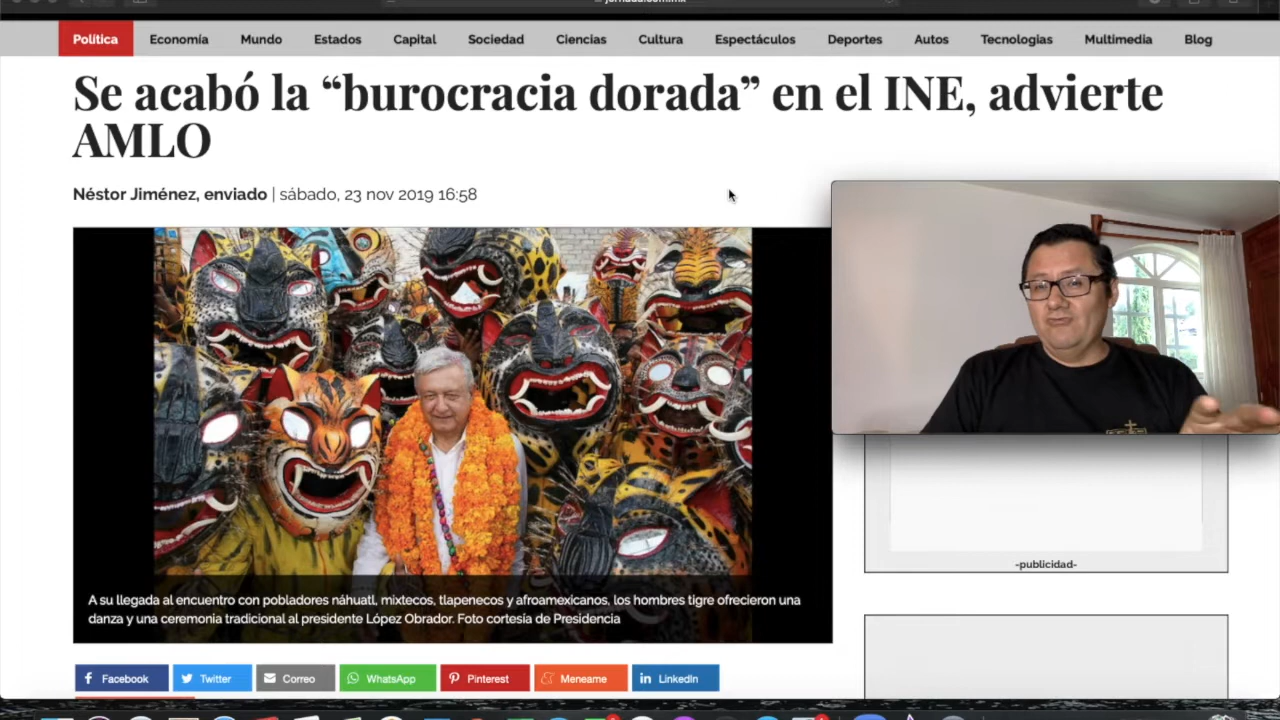 Política Economía Mundo Estados Capital Sociedad Ciencias Cultura Espectáculos Deportes Autos Tecnologias Multimedia Blog
Se acabó la “burocracia dorada” en el INE, advierte
AMLO
Néstor Jiménez, enviado | sábado, 23 nov 2019 16:58
A su llegada al encuentro con pobladores náhuatl, mixtecos, tlapenecos y afroamexicanos, los hombres tigre ofrecieron una
danza y una ceremonia tradicional al presidente López Obrador. Foto cortesía de Presidencia
-publicidad-
Facebook Twitter Correo WhatsApp Pinterest Meneame LinkedIn